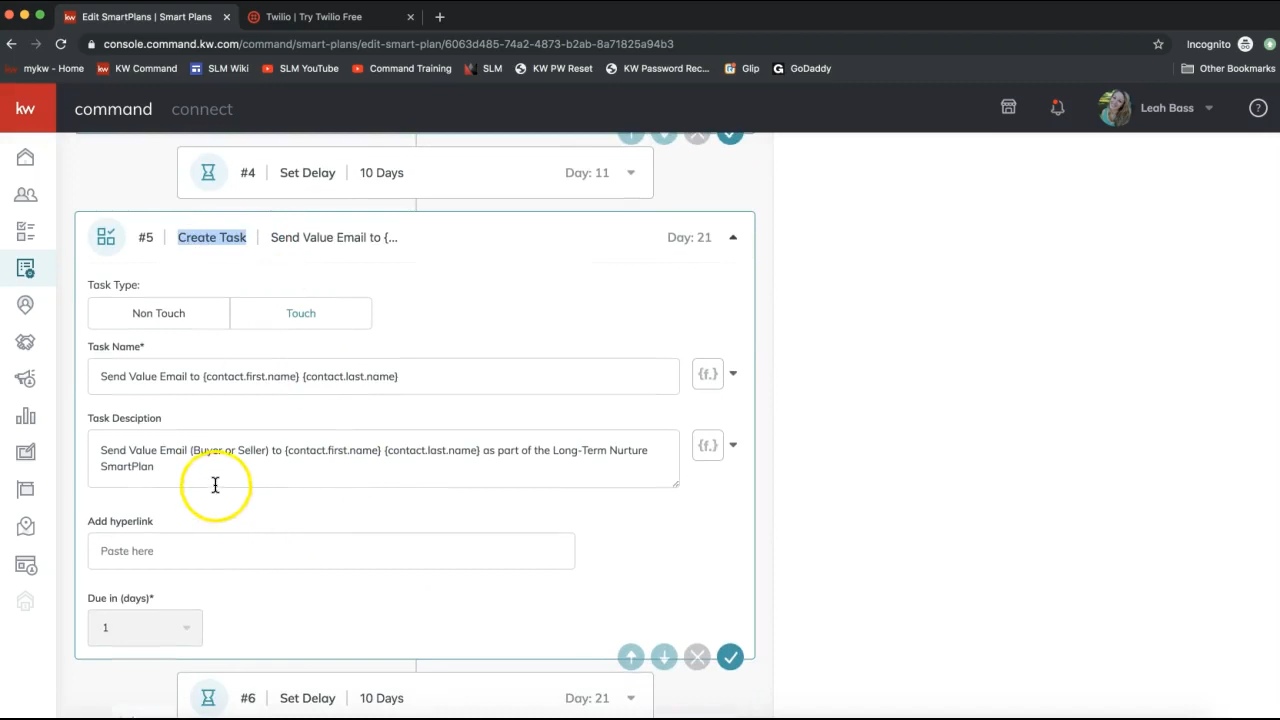 Edit SmartPlans | Smart Plans
Twilio | Try Twilio Free
console.command.kw.com/command/smart-plans/edit-smart-plan/6063d485-74a2-4873-b2ab-8a71825a94b3
Incognito
mykw - Home
KW Command
SLM Wiki
SLM YouTube
Command Training
SLM
KW PW Reset
KW Password Rec...
Glip
GoDaddy
Other Bookmarks
kw
command
connect
Leah Bass
#4 Set Delay 10 Days Day: 11
#5 Create Task Send Value Email to {... Day: 21
Task Type:
Non Touch
Touch
Task Name*
Send Value Email to {contact.first.name} {contact.last.name}
{f.}
Task Desciption
Send Value Email (Buyer or Seller) to {contact.first.name} {contact.last.name} as part of the Long-Term Nurture
SmartPlan
{f.}
Add hyperlink
Paste here
Due in (days)*
1
#6 Set Delay 10 Days Day: 21